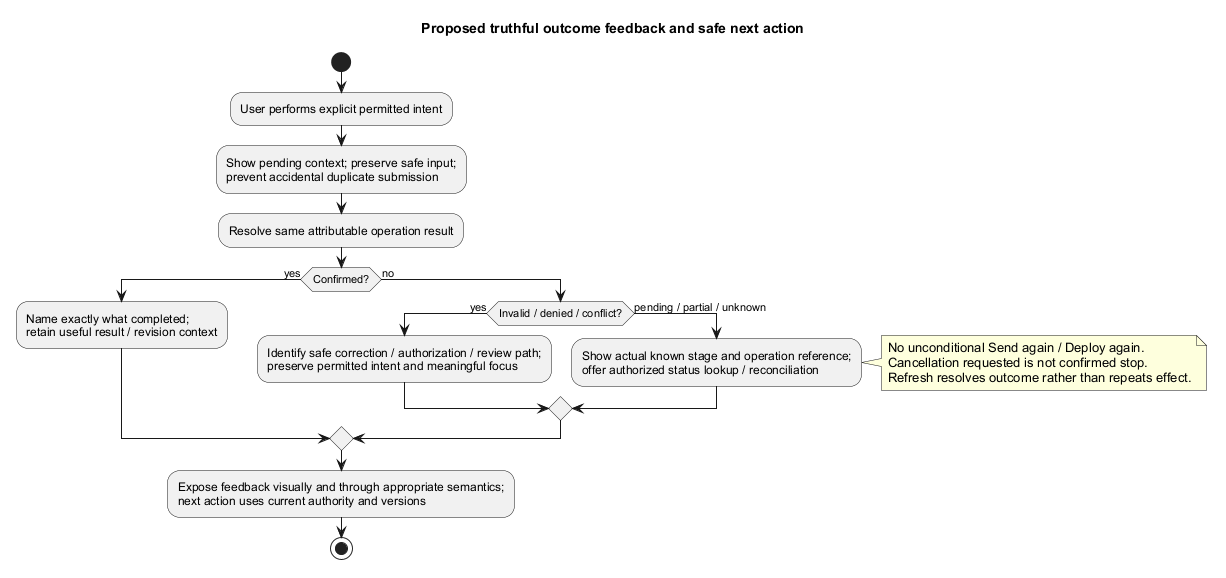 Proposed truthful outcome feedback and safe next action
User performs explicit permitted intent
Show pending context; preserve safe input;
prevent accidental duplicate submission
Resolve same attributable operation result
yes
Confirmed?
no
Name exactly what completed;
retain useful result / revision context
yes
Invalid / denied / conflict?
pending / partial / unknown
Identify safe correction / authorization / review path;
preserve permitted intent and meaningful focus
Show actual known stage and operation reference;
offer authorized status lookup / reconciliation
No unconditional Send again / Deploy again.
Cancellation requested is not confirmed stop.
Refresh resolves outcome rather than repeats effect.
Expose feedback visually and through appropriate semantics;
next action uses current authority and versions